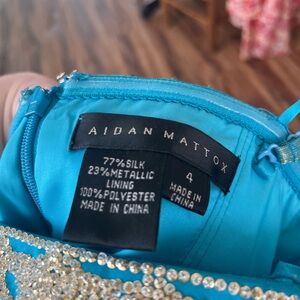 AIDAN MATTOX
77%SILK
23%METALLIC
LINING
100%POLYESTER
MADE IN CHINA
4
MADE IN
CHINA